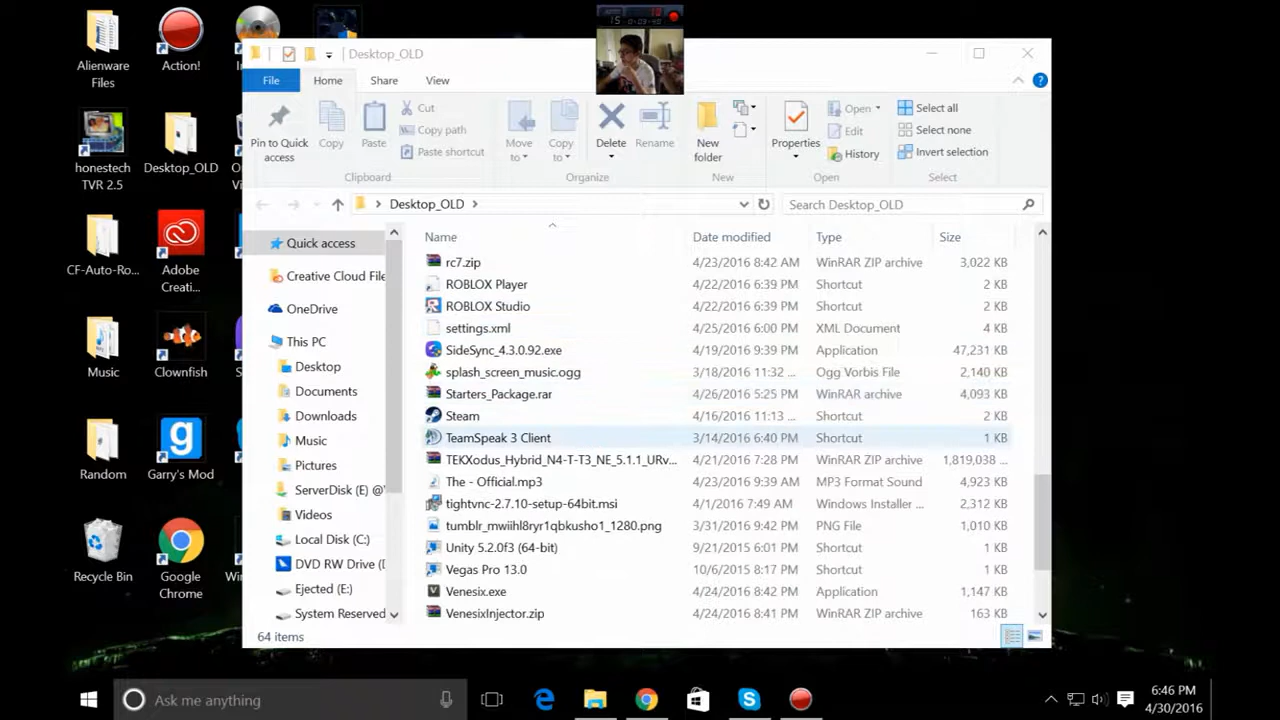 Alienware
Files
Action!
15
Desktop_OLD
File
Home
Share
View
Pin to Quick
access
Copy
Paste
Cut
Copy path
Paste shortcut
Move
to
Copy
to
Delete
Rename
New
folder
Properties
Open
Edit
History
Select all
Select none
Invert selection
Clipboard
Organize
New
Open
Select
Desktop_OLD
Search Desktop_OLD
honestech
TVR 2.5
Desktop_OLD
CF-Auto-Ro...
Adobe
Creati...
Music
Clownfish
Random
Garry's Mod
Recycle Bin
Google
Chrome
Quick access
Creative Cloud File
OneDrive
This PC
Desktop
Documents
Downloads
Music
Pictures
ServerDisk (E) @
Videos
Local Disk (C:)
DVD RW Drive (
Ejected (E:)
System Reserved
Name Date modified Type Size
rc7.zip 4/23/2016 8:42 AM WinRAR ZIP archive 3,022 KB
ROBLOX Player 4/22/2016 6:39 PM Shortcut 2 KB
ROBLOX Studio 4/22/2016 6:39 PM Shortcut 2 KB
settings.xml 4/25/2016 6:00 PM XML Document 4 KB
SideSync_4.3.0.92.exe 4/19/2016 9:39 PM Application 47,231 KB
splash_screen_music.ogg 3/18/2016 11:32 ... Ogg Vorbis File 2,140 KB
Starters_Package.rar 4/26/2016 5:25 PM WinRAR archive 4,093 KB
Steam 4/16/2016 11:13 ... Shortcut 2 KB
TeamSpeak 3 Client 3/14/2016 6:40 PM Shortcut 1 KB
TEKXodus_Hybrid_N4-T-T3_NE_5.1.1_URv... 4/21/2016 7:28 PM WinRAR ZIP archive 1,819,038 ...
The - Official.mp3 4/23/2016 9:39 AM MP3 Format Sound 4,923 KB
tightvnc-2.7.10-setup-64bit.msi 4/1/2016 7:49 AM Windows Installer ... 2,312 KB
tumblr_mwiihl8ryr1qbkusho1_1280.png 3/31/2016 9:42 PM PNG File 1,010 KB
Unity 5.2.0f3 (64-bit) 9/21/2015 6:01 PM Shortcut 1 KB
Vegas Pro 13.0 10/6/2015 8:17 PM Shortcut 1 KB
Venesix.exe 4/24/2016 8:42 PM Application 1,147 KB
VenesixInjector.zip 4/24/2016 8:41 PM WinRAR ZIP archive 163 KB
64 items
Ask me anything
6:46 PM
4/30/2016